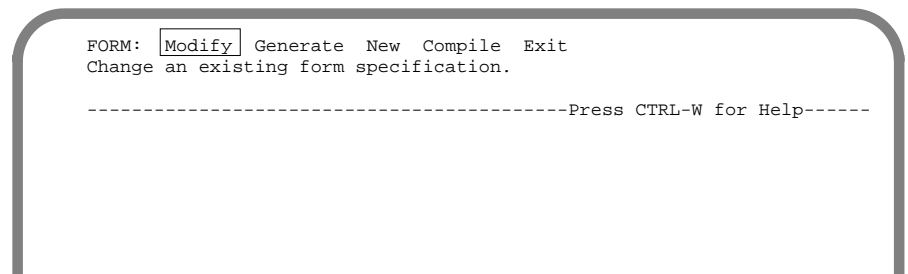 FORM: Modify Generate New Compile Exit
Change an existing form specification.
-------------------------------------------Press CTRL-W for Help------